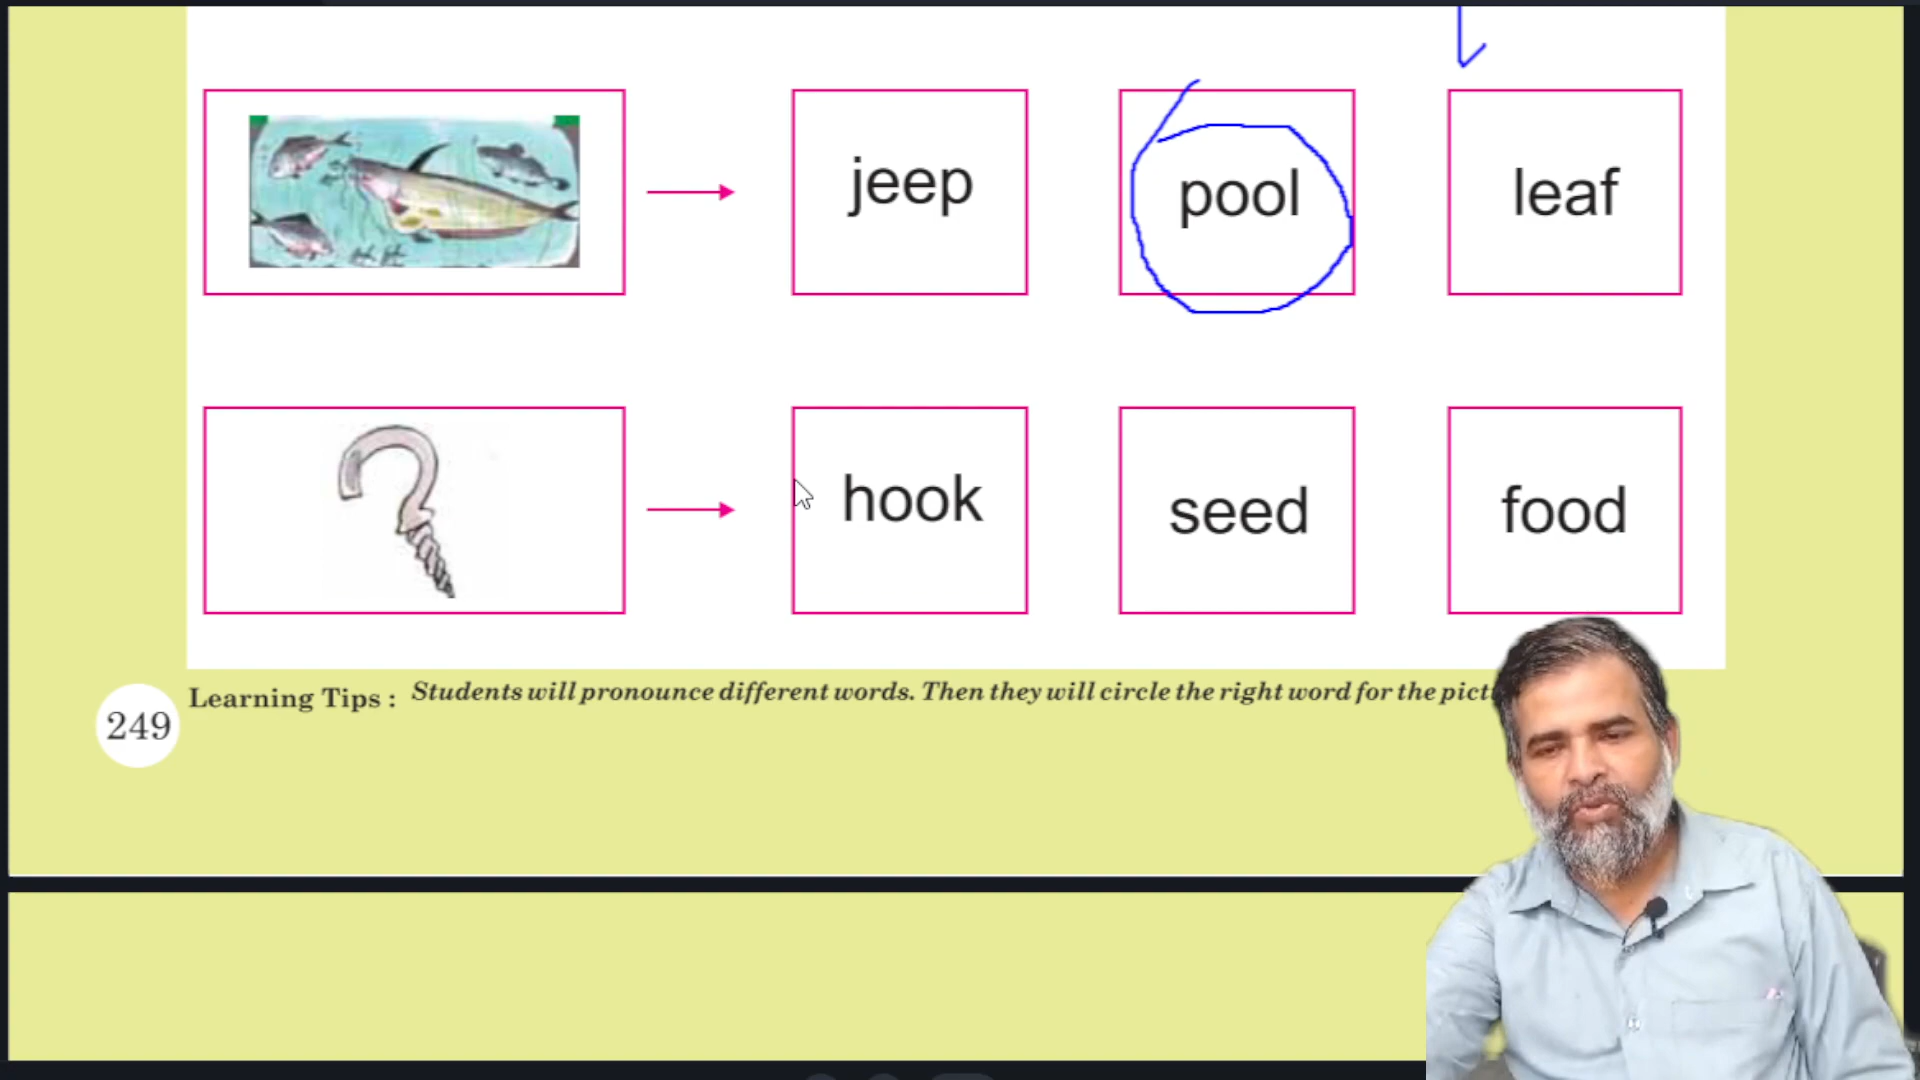 jeep pool leaf
hook seed food
Learning Tips : Students will pronounce different words. Then they will circle the right word for the
249